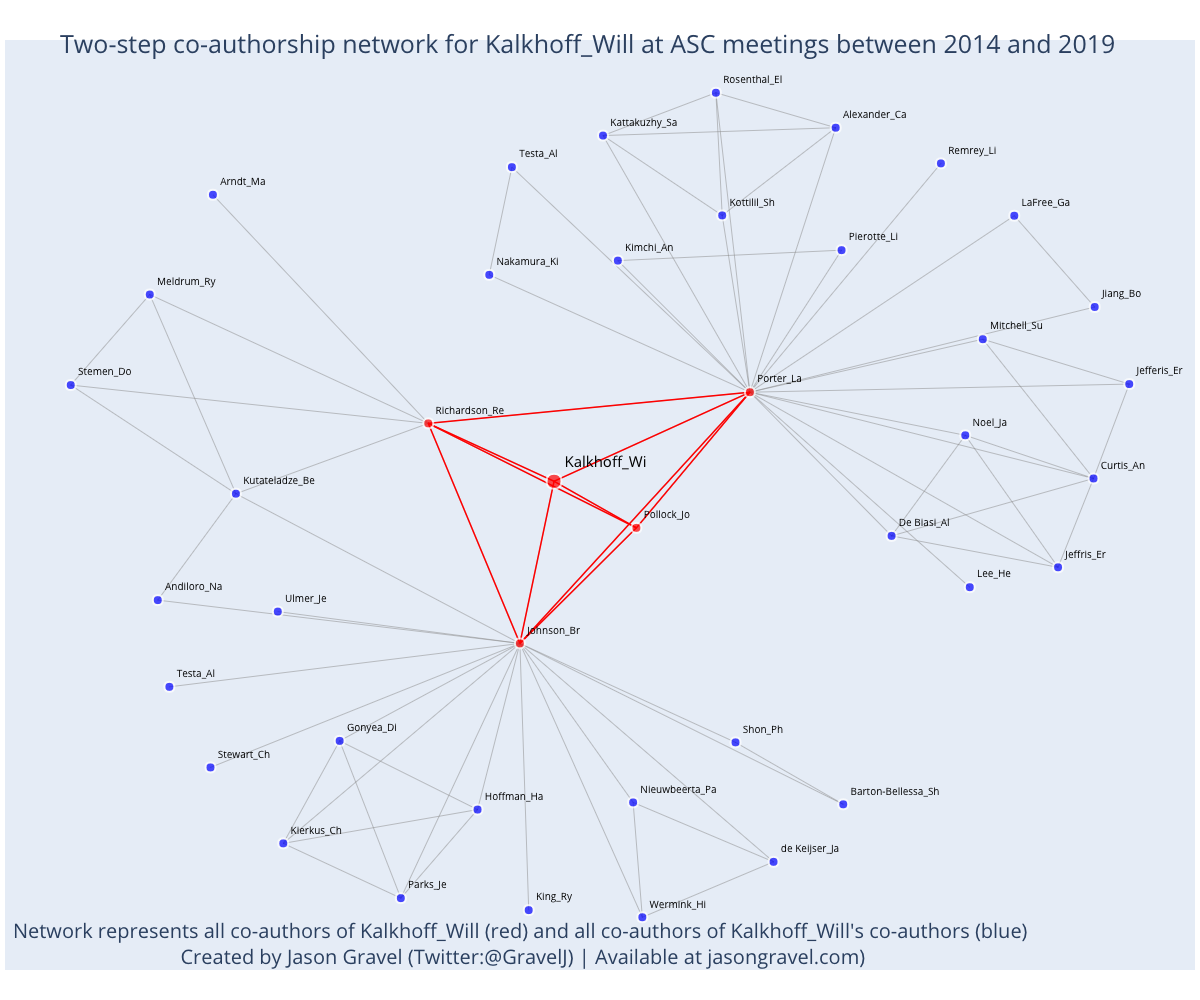 Two-step co-authorship network for Kalkhoff_Will at ASC meetings between 2014 and 2019
Rosenthal_El
Alexander_Ca
Kattakuzhy_Sa
Remrey_Li
Testa_Al
Arndt_Ma
Kottilil_Sh
LaFree_Ga
Pierotte_Li
Kimchi_An
Nakamura_Ki
Meldrum_Ry
Jiang_Bo
Mitchell_Su
Stemen_Do
Jefferis_Er
Porter_La
Richardson_Re
Noel_Ja
Kalkhoff_Wi
Curtis_An
Kutateladze_Be
Pollock_Jo
De Biasi_Al
Jeffris_Er
Lee_He
Andiloro_Na
Ulmer_Je
Johnson_Br
Testa_Al
Gonyea_Di
Shon_Ph
Stewart_Ch
Nieuwbeerta_Pa
Barton-Bellessa_Sh
Hoffman_Ha
Kierkus_Ch
de Keijser_Ja
Parks_Je
King_Ry
Wermink_Hi
Network represents all co-authors of Kalkhoff_Will (red) and all co-authors of Kalkhoff_Will's co-authors (blue)
Created by Jason Gravel (Twitter:@GravelJ) | Available at jasongravel.com)